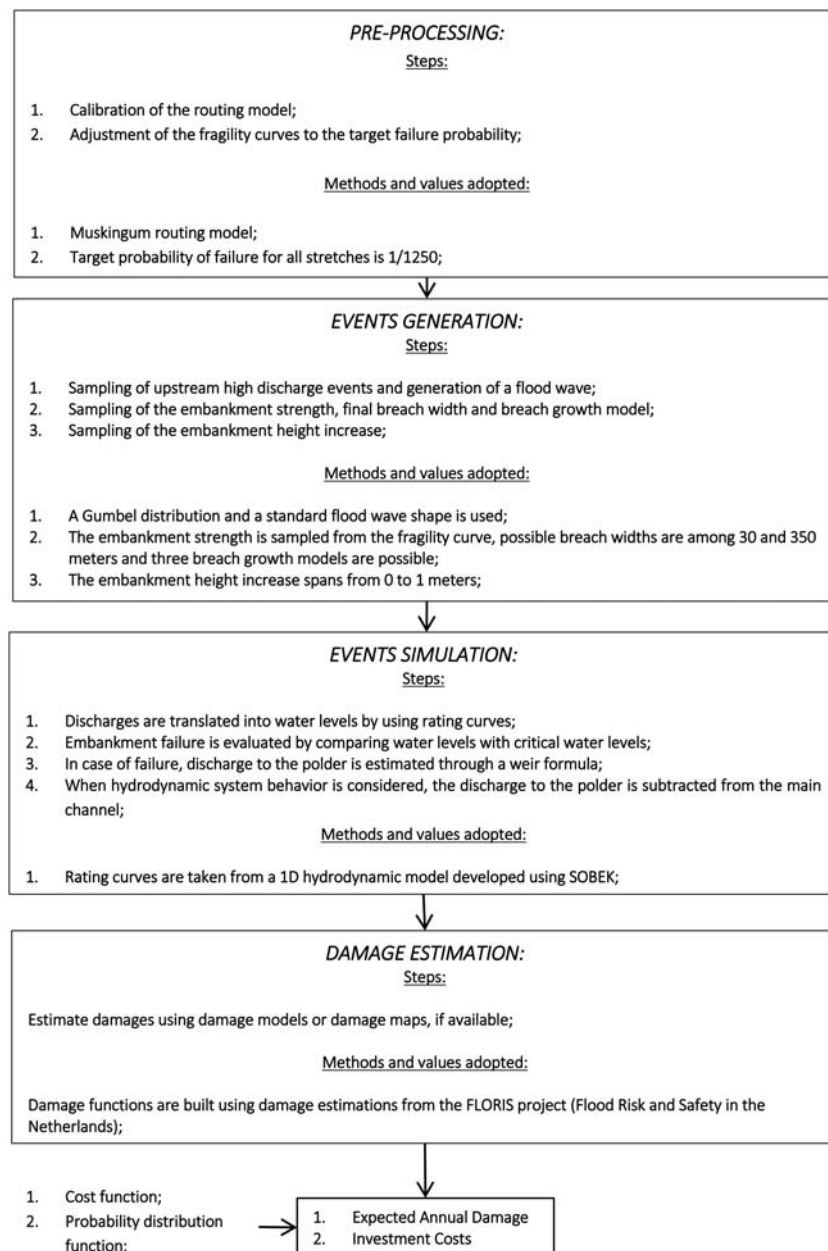 PRE-PROCESSING:
Steps:
1. Calibration of the routing model;
2. Adjustment of the fragility curves to the target failure probability;
Methods and values adopted:
1. Muskingum routing model;
2. Target probability of failure for all stretches is 1/1250;
EVENTS GENERATION:
Steps:
1. Sampling of upstream high discharge events and generation of a flood wave;
2. Sampling of the embankment strength, final breach width and breach growth model;
3. Sampling of the embankment height increase;
Methods and values adopted:
1. A Gumbel distribution and a standard flood wave shape is used;
2. The embankment strength is sampled from the fragility curve, possible breach widths are among 30 and 350
meters and three breach growth models are possible;
3. The embankment height increase spans from 0 to 1 meters;
EVENTS SIMULATION:
Steps:
1. Discharges are translated into water levels by using rating curves;
2. Embankment failure is evaluated by comparing water levels with critical water levels;
3. In case of failure, discharge to the polder is estimated through a weir formula;
4. When hydrodynamic system behavior is considered, the discharge to the polder is subtracted from the main
channel;
Methods and values adopted:
1. Rating curves are taken from a 1D hydrodynamic model developed using SOBEK;
DAMAGE ESTIMATION:
Steps:
Estimate damages using damage models or damage maps, if available;
Methods and values adopted:
Damage functions are built using damage estimations from the FLORIS project (Flood Risk and Safety in the
Netherlands);
1. Cost function;
2. Probability distribution
function;
1. Expected Annual Damage
2. Investment Costs